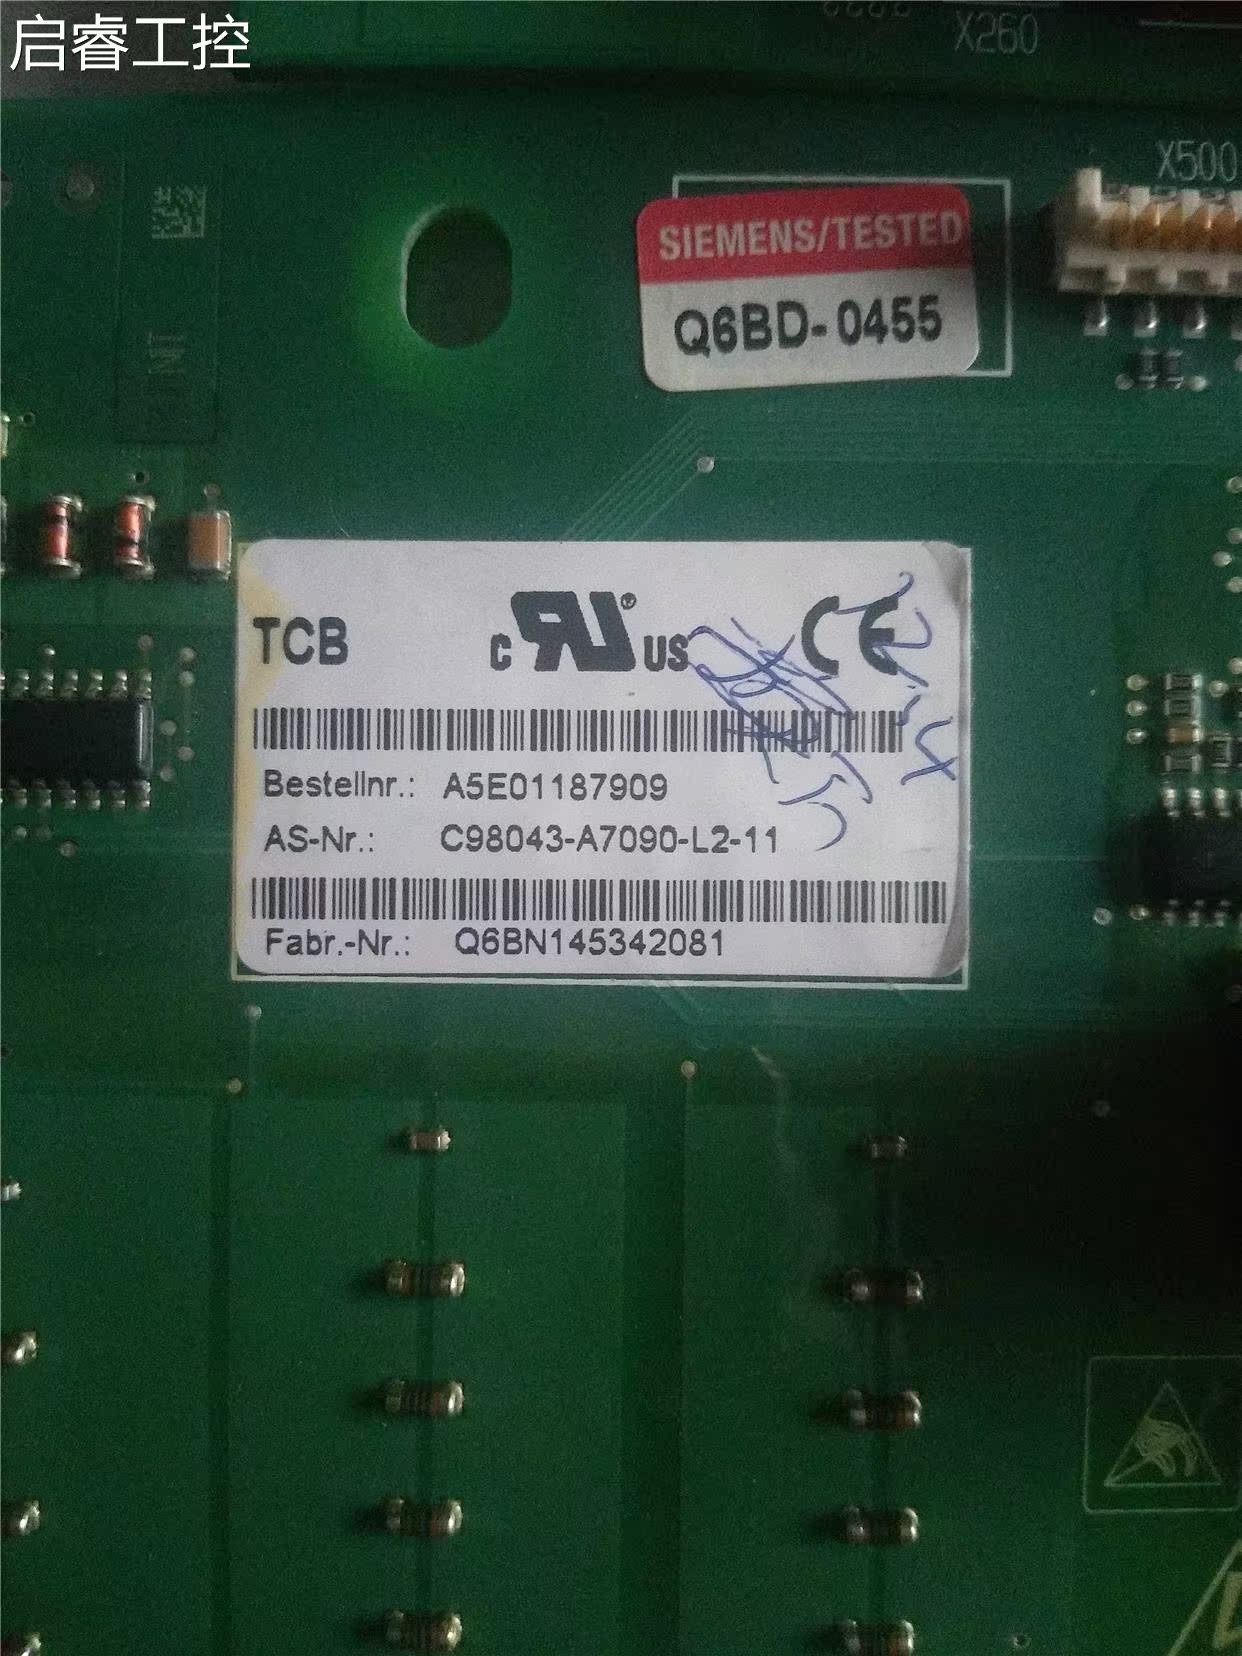 启睿工控
X260
X500
SIEMENS/TESTED
Q6BD-0455
TCB
c RU ® US CE
Bestellnr.: A5E01187909
AS-Nr.: C98043-A7090-L2-11
Fabr.-Nr.: Q6BN145342081